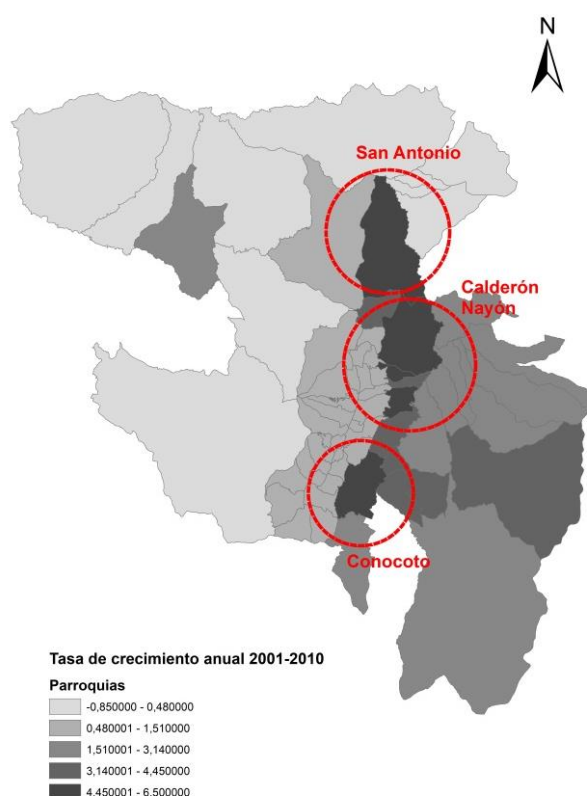 N
San Antonio
Calderón
Nayón
Conocoto
Tasa de crecimiento anual 2001-2010
Parroquias
-0,850000 - 0,480000
0,480001 - 1,510000
1,510001 - 3,140000
3,140001 - 4,450000
4,450001 - 6,500000